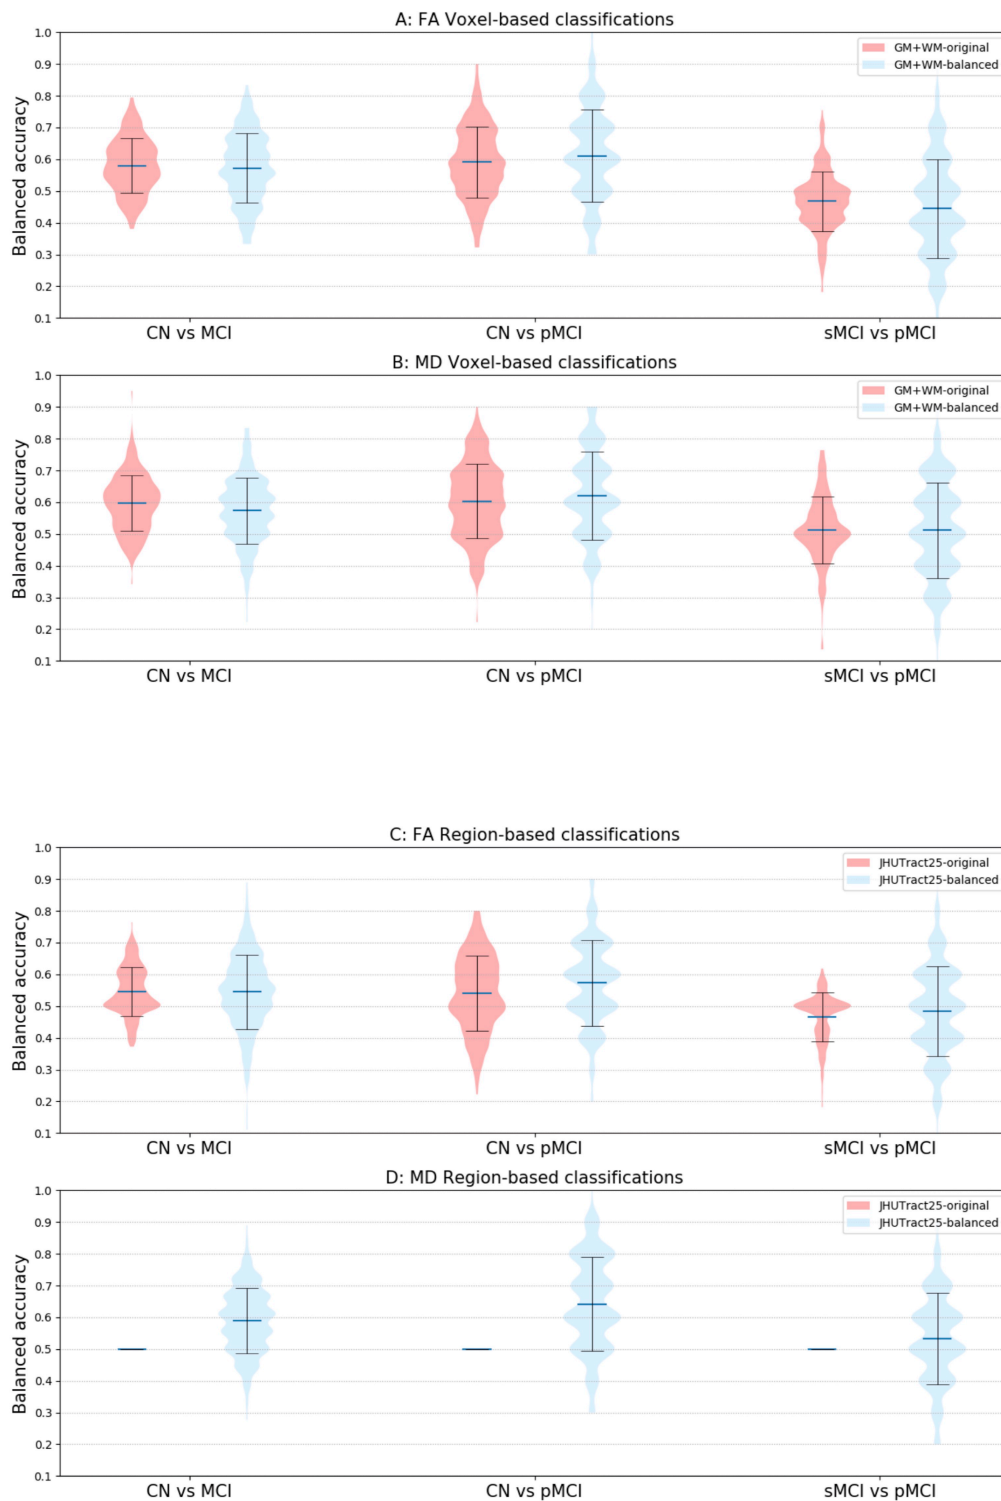 A: FA Voxel-based classifications
1.0
0.9
0.8
0.7
0.6
0.5
0.4
0.3
0.2
0.1
Balanced accuracy
GM+WM-original
GM+WM-balanced
CN vs MCI
CN vs pMCI
sMCI vs pMCI
B: MD Voxel-based classifications
1.0
0.9
0.8
0.7
0.6
0.5
0.4
0.3
0.2
0.1
Balanced accuracy
GM+WM-original
GM+WM-balanced
CN vs MCI
CN vs pMCI
sMCI vs pMCI
C: FA Region-based classifications
1.0
0.9
0.8
0.7
0.6
0.5
0.4
0.3
0.2
0.1
Balanced accuracy
JHUTract25-original
JHUTract25-balanced
CN vs MCI
CN vs pMCI
sMCI vs pMCI
D: MD Region-based classifications
1.0
0.9
0.8
0.7
0.6
0.5
0.4
0.3
0.2
0.1
Balanced accuracy
JHUTract25-original
JHUTract25-balanced
CN vs MCI
CN vs pMCI
sMCI vs pMCI